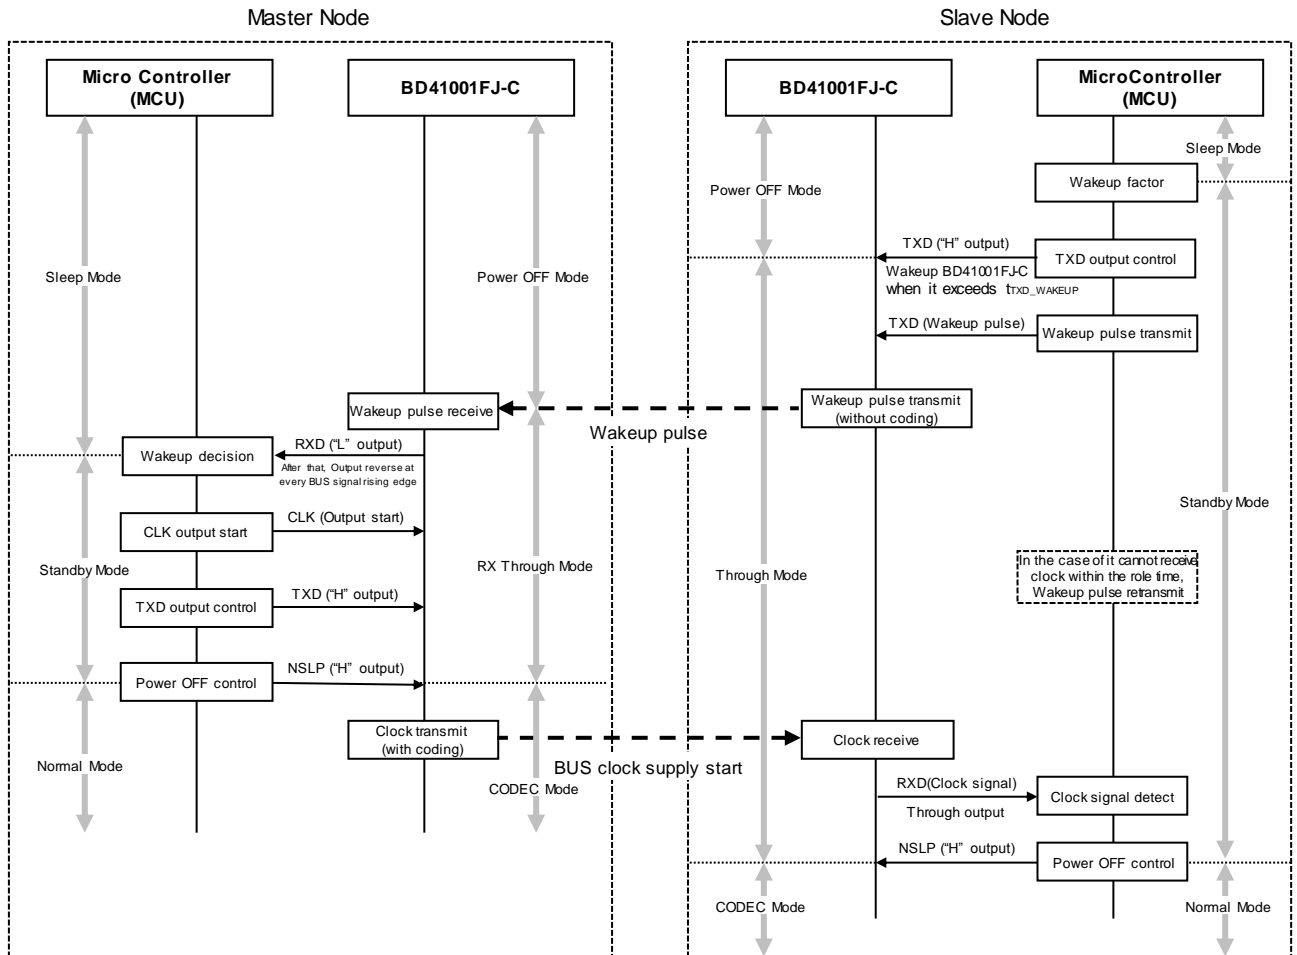 Master Node
Slave Node
Micro Controller
(MCU)
BD41001FJ-C
BD41001FJ-C
MicroController
(MCU)
Sleep Mode
Wakeup factor
Power OFF Mode
TXD (“H” output)
TXD output control
Wakeup BD41001FJ-C
when it exceeds tTXD_WAKEUP
Sleep Mode
Power OFF Mode
TXD (Wakeup pulse)
Wakeup pulse transmit
Wakeup pulse receive
Wakeup pulse transmit
(without coding)
Wakeup pulse
RXD (“L” output)
Wakeup decision
After that, Output reverse at
every BUS signal rising edge
Standby Mode
CLK (Output start)
CLK output start
Standby Mode
RX Through Mode
Through Mode
In the case of it cannot receive
clock within the role time,
Wakeup pulse retransmit
TXD (“H” output)
TXD output control
NSLP (“H” output)
Power OFF control
Clock transmit
(with coding)
Clock receive
Normal Mode
BUS clock supply start
CODEC Mode
RXD(Clock signal)
Clock signal detect
Through output
NSLP (“H” output)
Power OFF control
CODEC Mode
Normal Mode